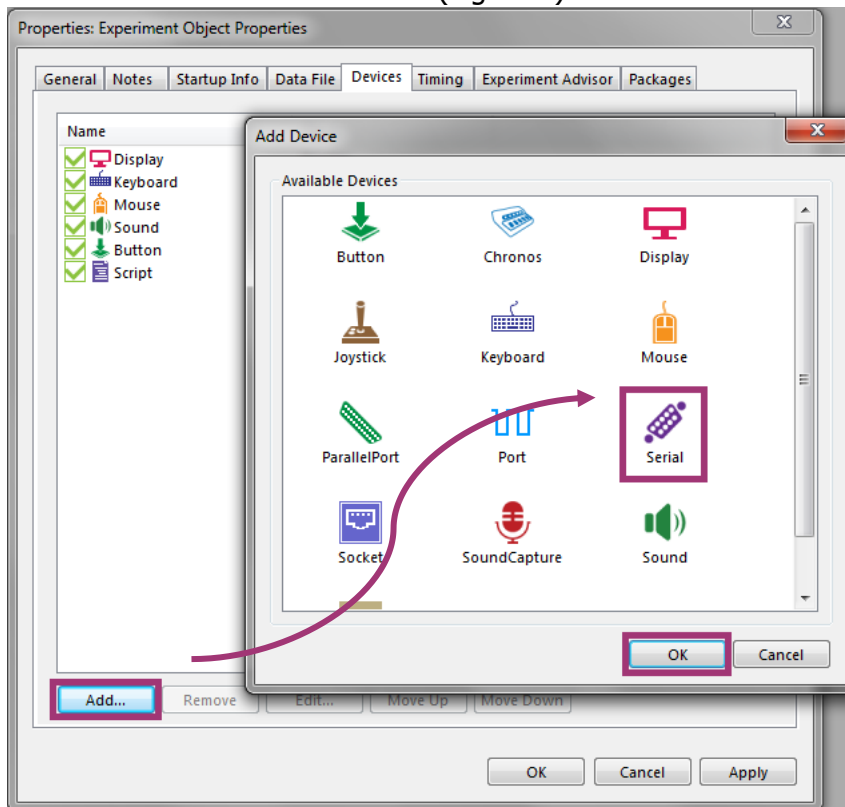 Properties: Experiment Object Properties
General Notes Startup Info Data File Devices Timing Experiment Advisor Packages
Name
Display
Keyboard
Mouse
Sound
Button
Script
Add Device
Available Devices
Button Chronos Display
Joystick Keyboard Mouse
ParallelPort Port Serial
Socket SoundCapture Sound
OK Cancel
Add... Remove Edit... Move Up Move Down
OK Cancel Apply